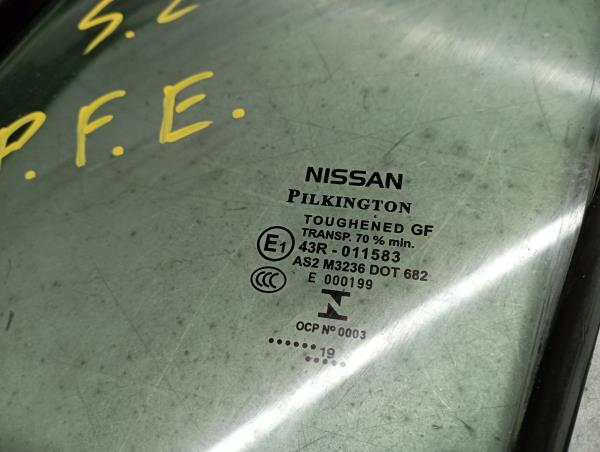 P.F.E.
NISSAN
PILKINGTON
TOUGHENED GF
TRANSP. 70 % min.
E1 43R - 011583
AS2 M3236 DOT 682
CCC E 000199
OCP Nº 0003
...... 19
.....